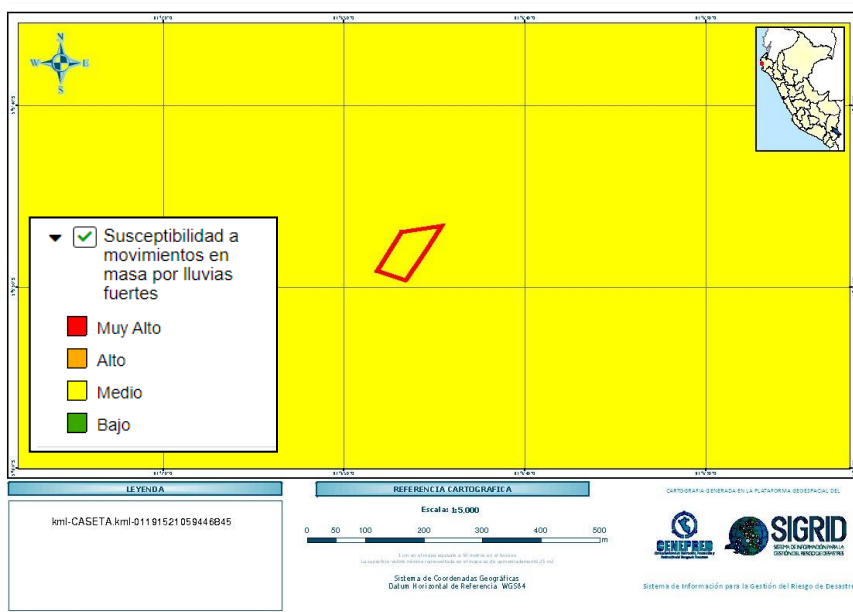 N
W E
S
Susceptibilidad a
movimientos en
masa por lluvias
fuertes
Muy Alto
Alto
Medio
Bajo
LEYENDA
kml-CASETA.kml-01191521059446845
REFERENCIA CARTOGRAFICA
Escala: 1:5,000
0 50 100 200 300 400 500
m
Sistema de Coordenadas Geográficas
Datum Horizontal de Referencia WGS84
CARTOGRAFIA GENERADA EN LA PLATAFORMA GEOESPACIAL DEL
CENEPRED
SIGRID
SISTEMA DE INFORMACIÓN PARA LA
GESTIÓN DEL RIESGO DE DESASTRES
Sistema de Información para la Gestión del Riesgo de Desastre